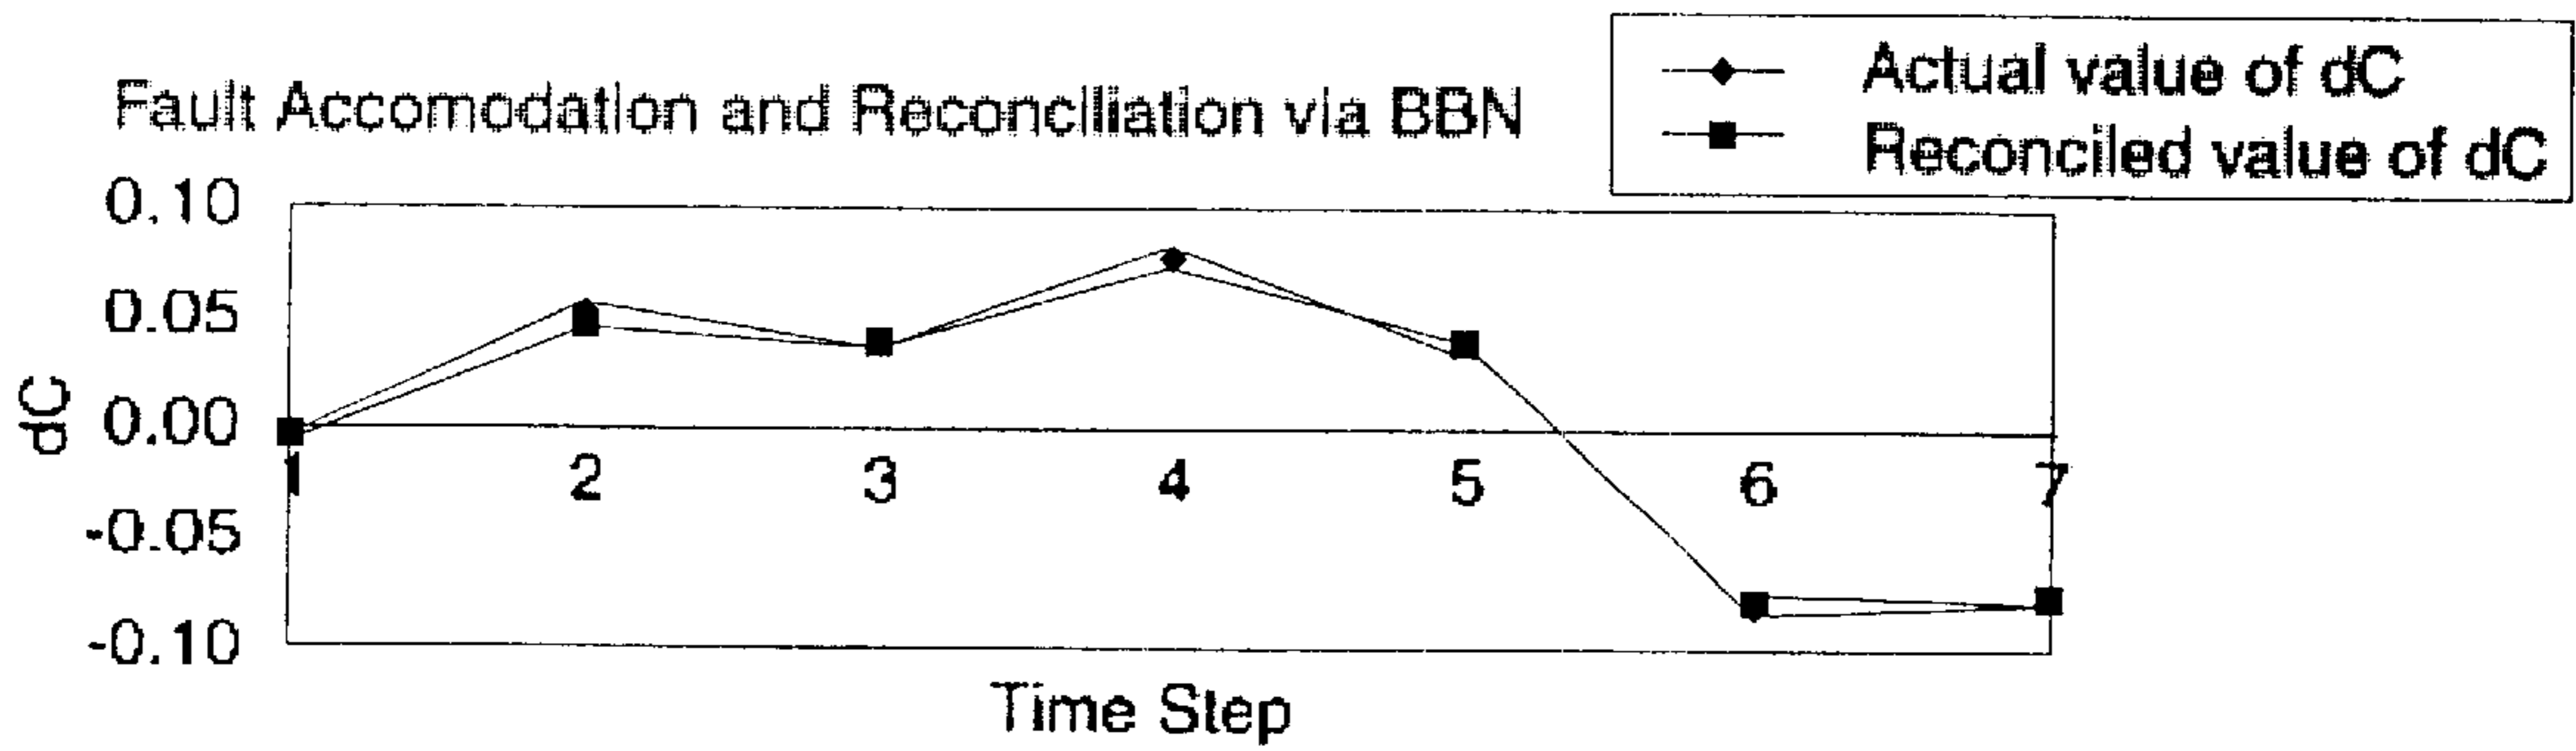 Fault Accomodation and Reconciliation via BBN
Actual value of dC
Reconciled value of dC
0.10
0.05
0.00
-0.05
-0.10
dC
1 2 3 4 5 6 7
Time Step